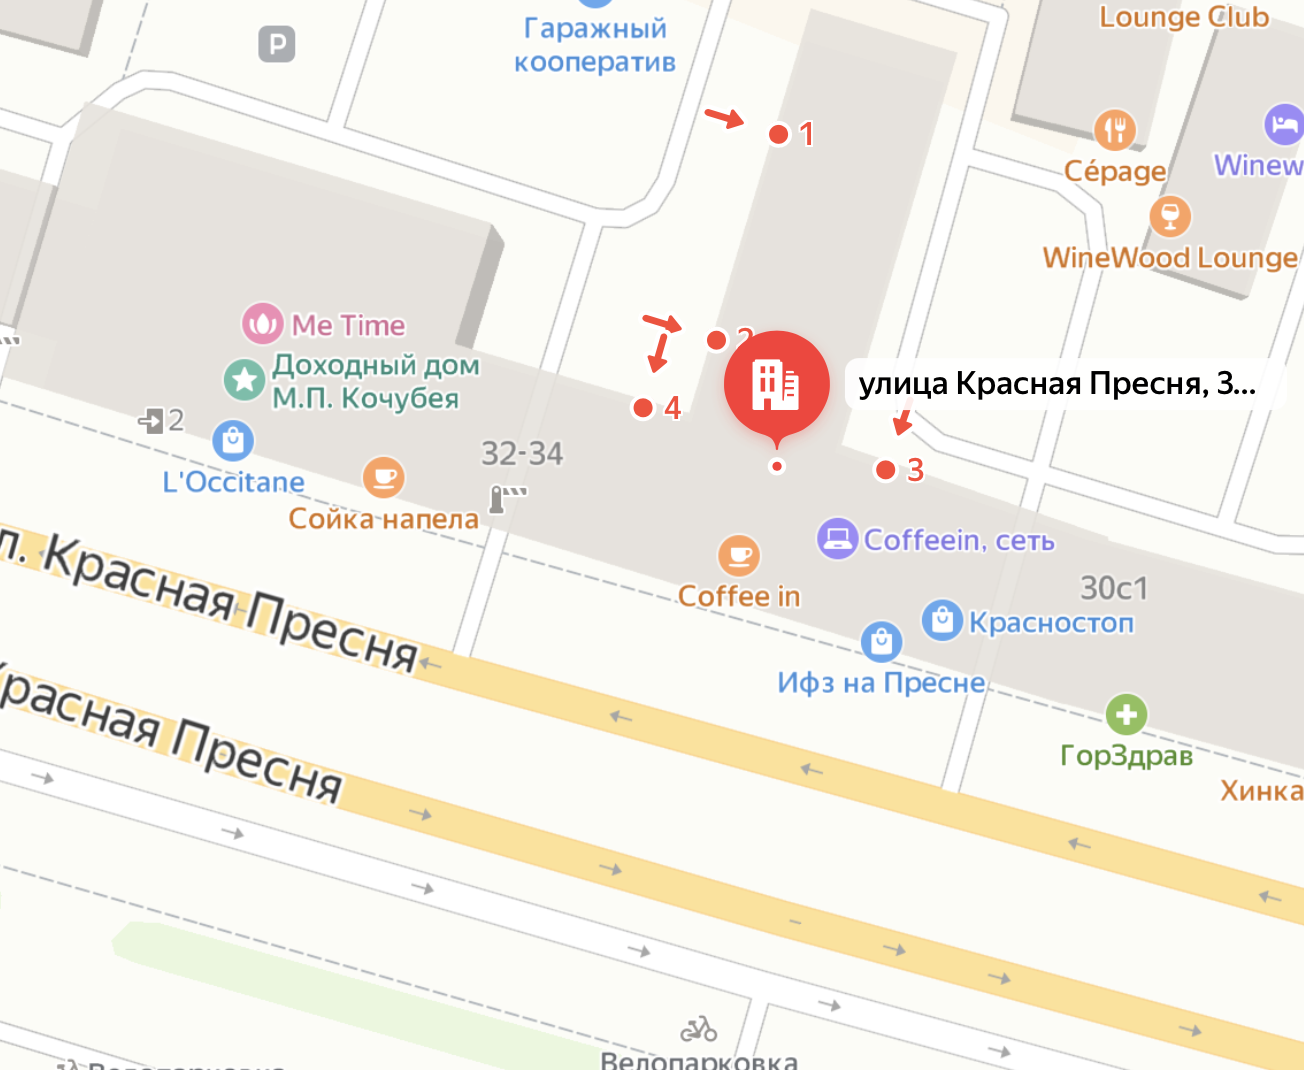 Lounge Club
Гаражный
кооператив
P
1
Cépage
Winew
WineWood Lounge
Me Time
2
Доходный дом
М.П. Кочубея
улица Красная Пресня, 3...
4
2
32-34
3
L'Occitane
Сойка напела
Coffeein, сеть
Coffee in
30с1
Красностоп
л. Красная Пресня
Ифз на Пресне
Красная Пресня
ГорЗдрав
Хинка
Велопарковка
Велопарковка